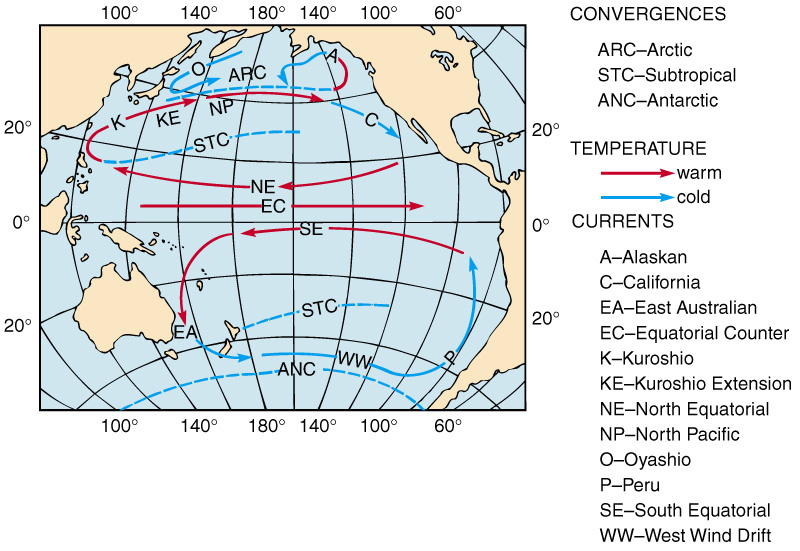 100° 140° 180° 140° 100° 60°
CONVERGENCES
ARC–Arctic
STC–Subtropical
ANC–Antarctic
TEMPERATURE
warm
cold
CURRENTS
A–Alaskan
C–California
EA–East Australian
EC–Equatorial Counter
K–Kuroshio
KE–Kuroshio Extension
NE–North Equatorial
NP–North Pacific
O–Oyashio
P–Peru
SE–South Equatorial
WW–West Wind Drift
O
ARC
A
K
KE
NP
C
20°
20°
STC
NE
EC
0°
0°
SE
20°
20°
STC
EA
WW
P
ANC
100° 140° 180° 140° 100° 60°